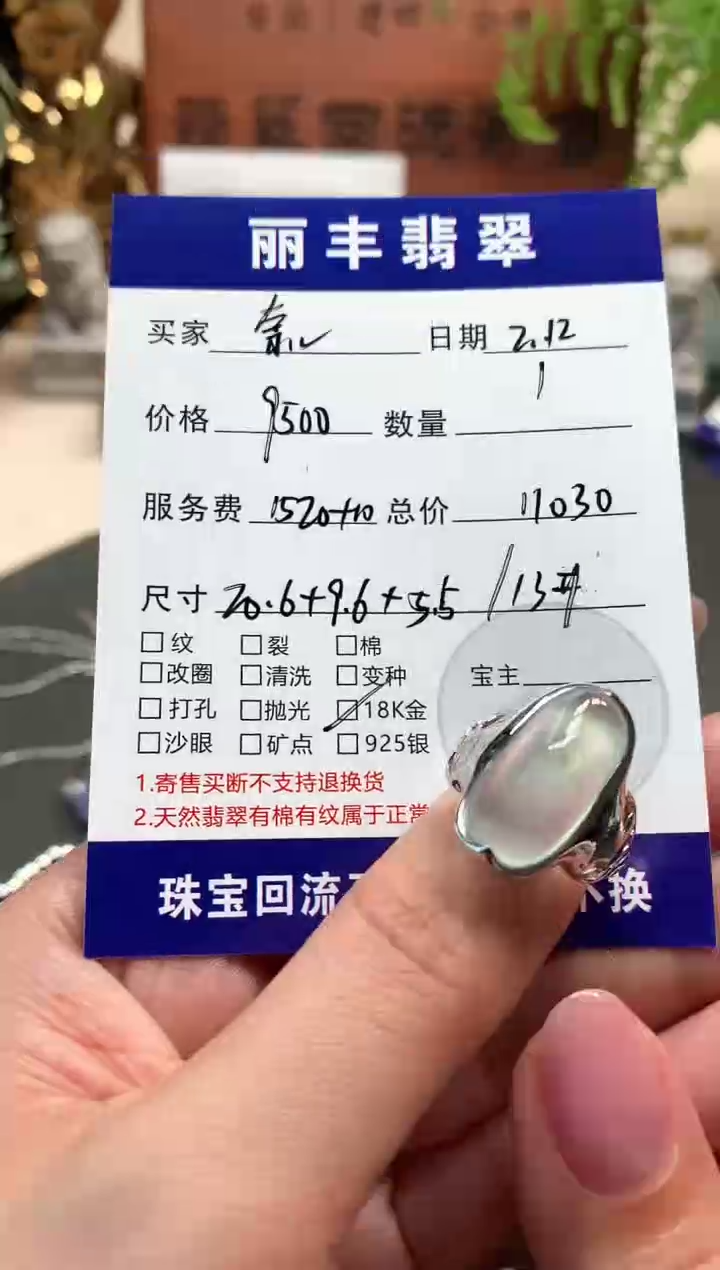 丽丰翡翠
买家 日期 2.12
价格 9500 数量 1
服务费 1520+10 总价 11030
尺寸 20.6+9.6+5.5 / 13#
□纹 □裂 □棉
□改圈 □清洗 □变种 宝主
□打孔 □抛光 □18K金
□沙眼 □矿点 □925银
1.寄售买断不支持退换货
2.天然翡翠有棉有纹属于正常
珠宝回流 不换